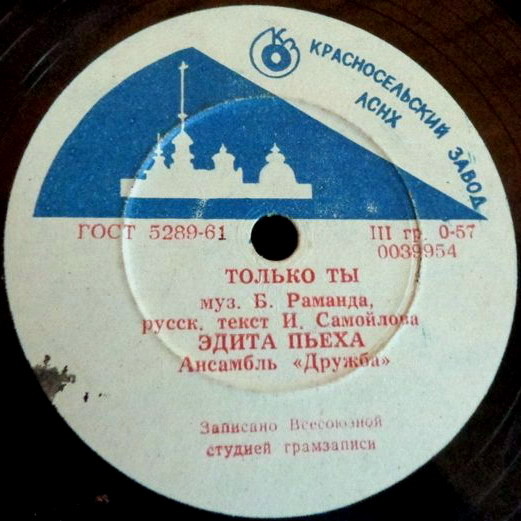 КЗ
КРАСНОСЕЛЬСКИЙ ЗАВОД
АСНХ
ГОСТ 5289-61
III гр. 0-57
0039954
ТОЛЬКО ТЫ
муз. Б. Раманда,
русск. текст И. Самойлова
ЭДИТА ПЬЕХА
Ансамбль «Дружба»
Записано Всесоюзной
студией грамзаписи